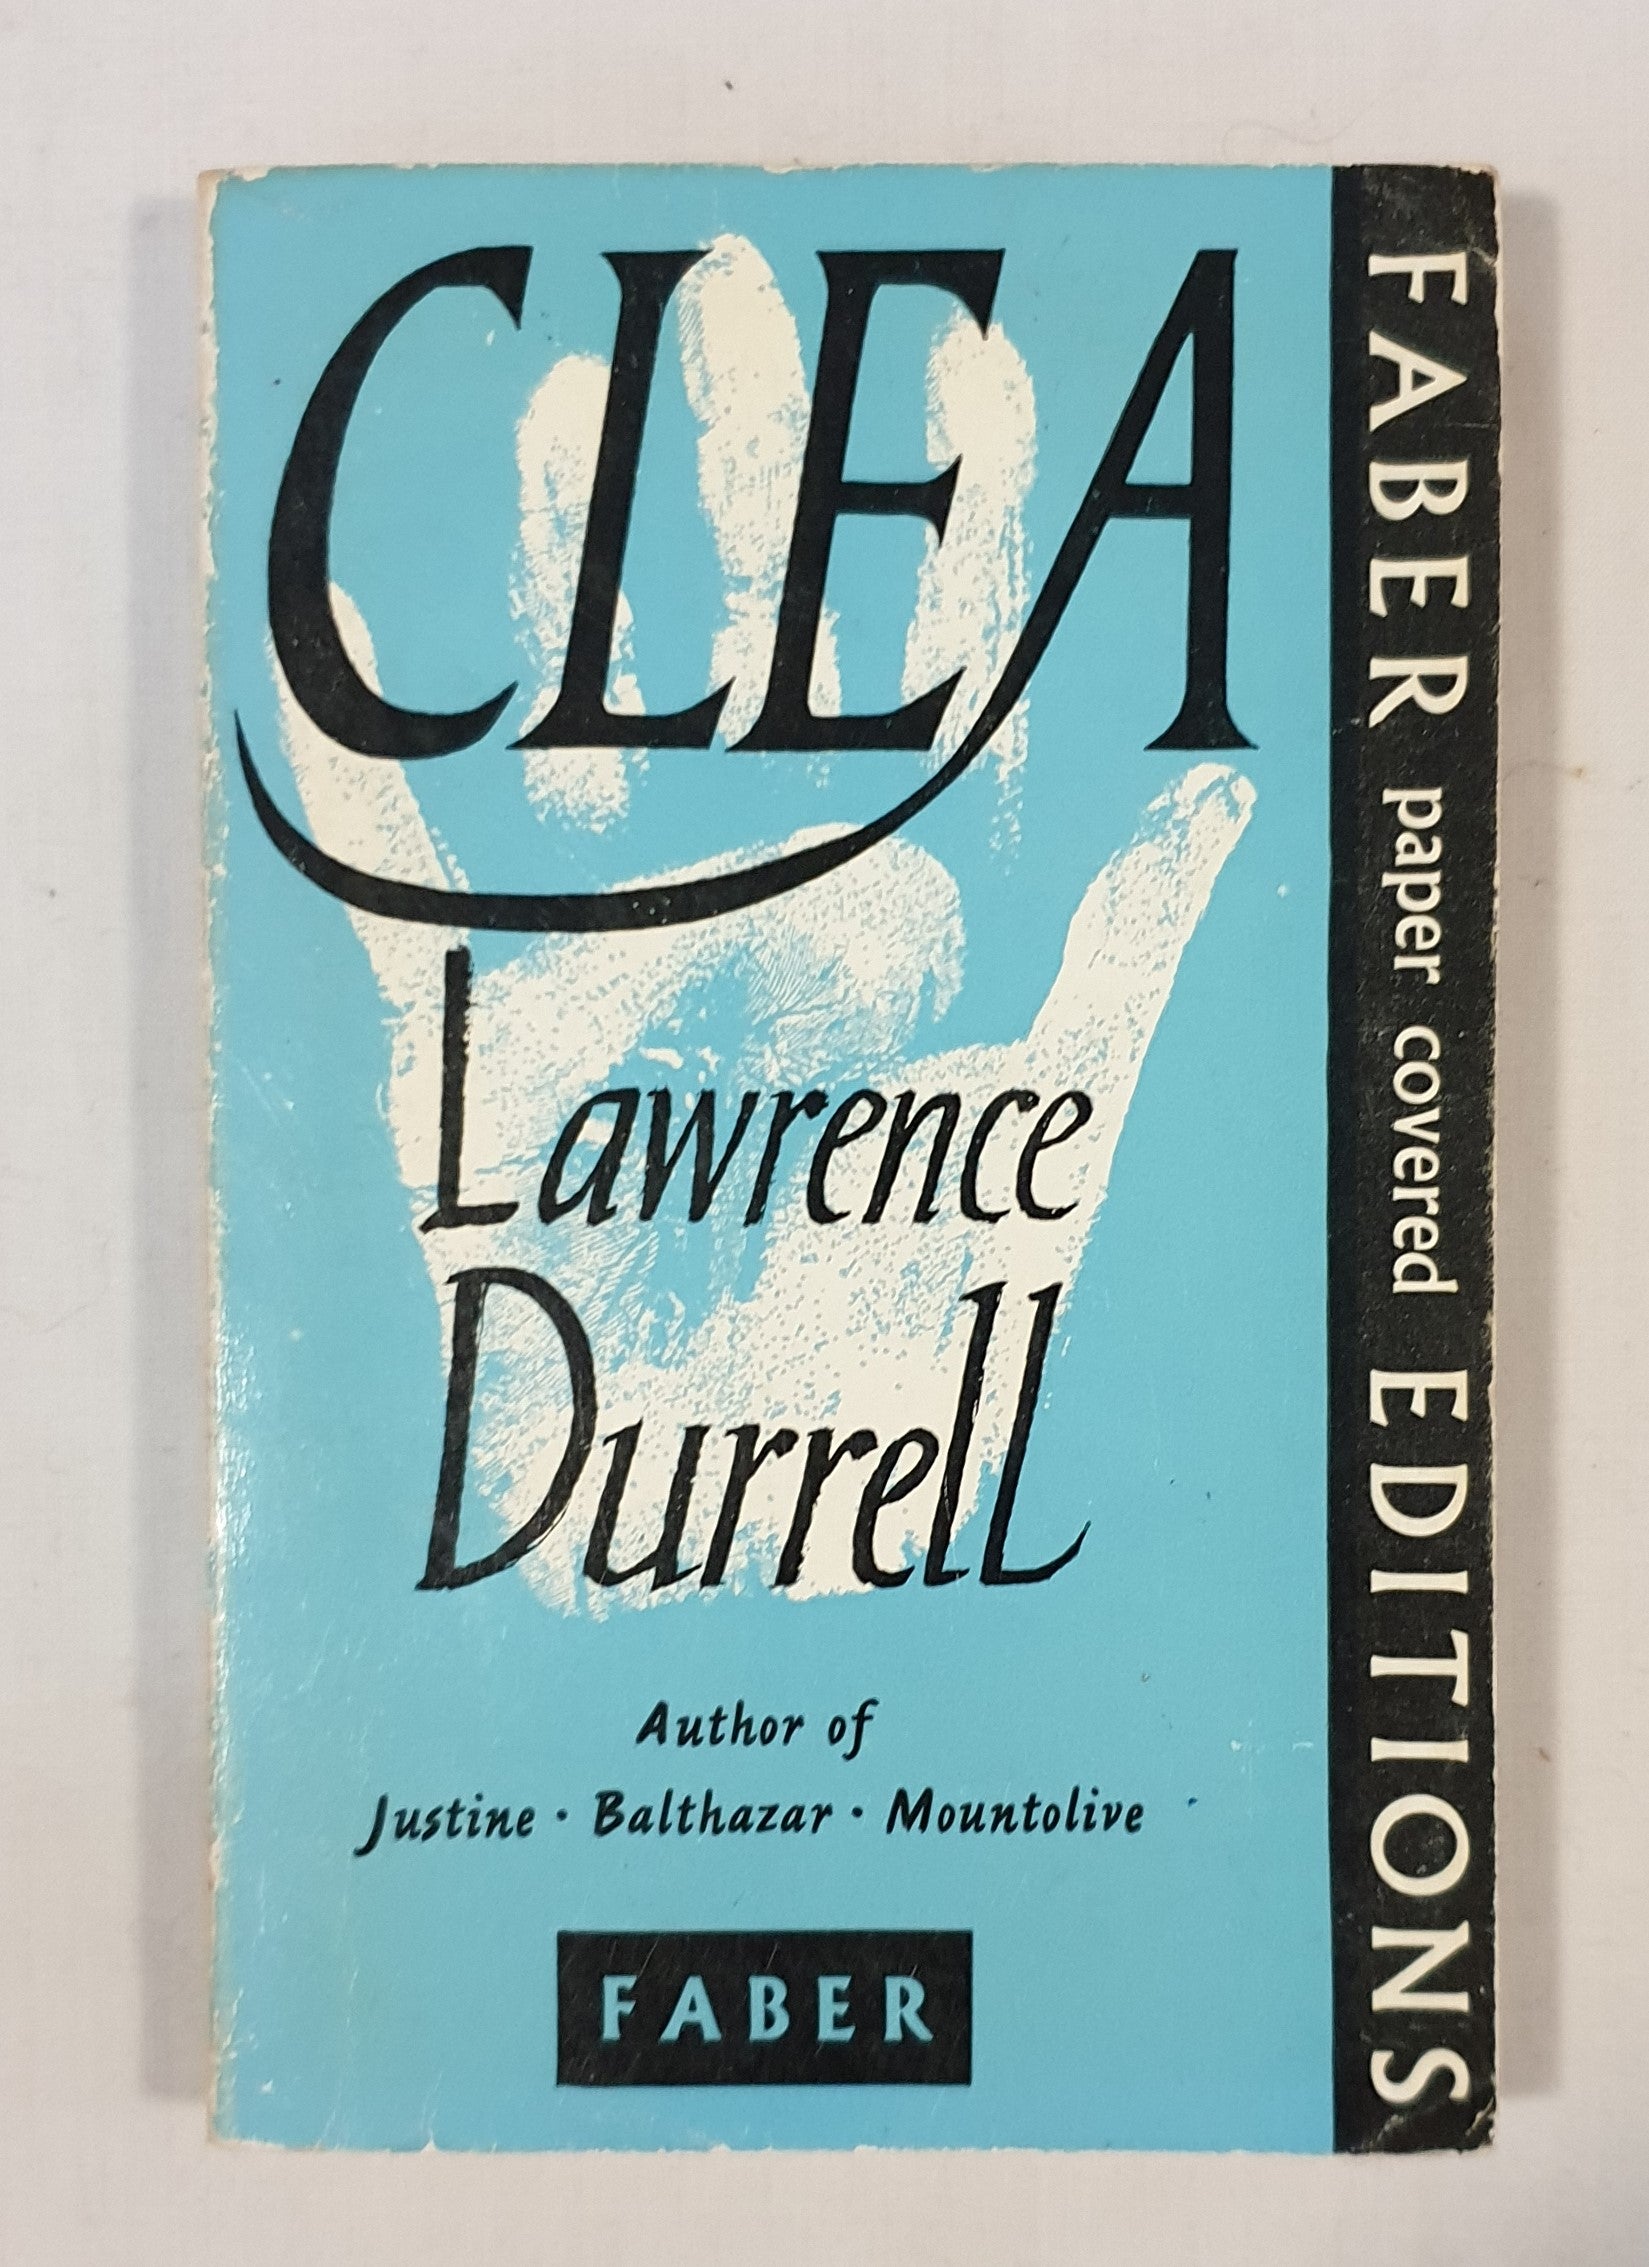 CLEA
Lawrence
Durrell
Author of
Justine · Balthazar · Mountolive
FABER
FABER paper covered EDITIONS